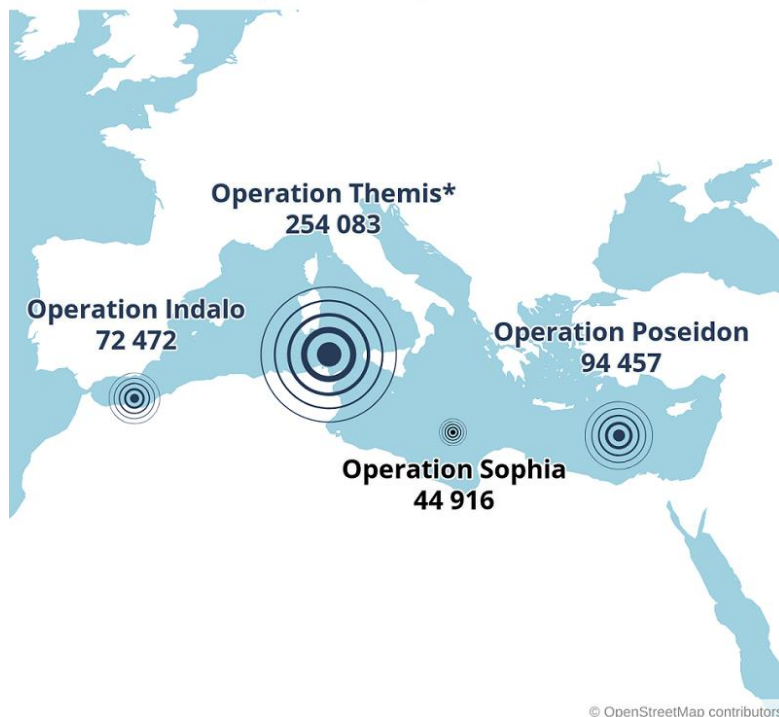 Operation Themis*
254 083
Operation Indalo
72 472
Operation Poseidon
94 457
Operation Sophia
44 916
© OpenStreetMap contributors